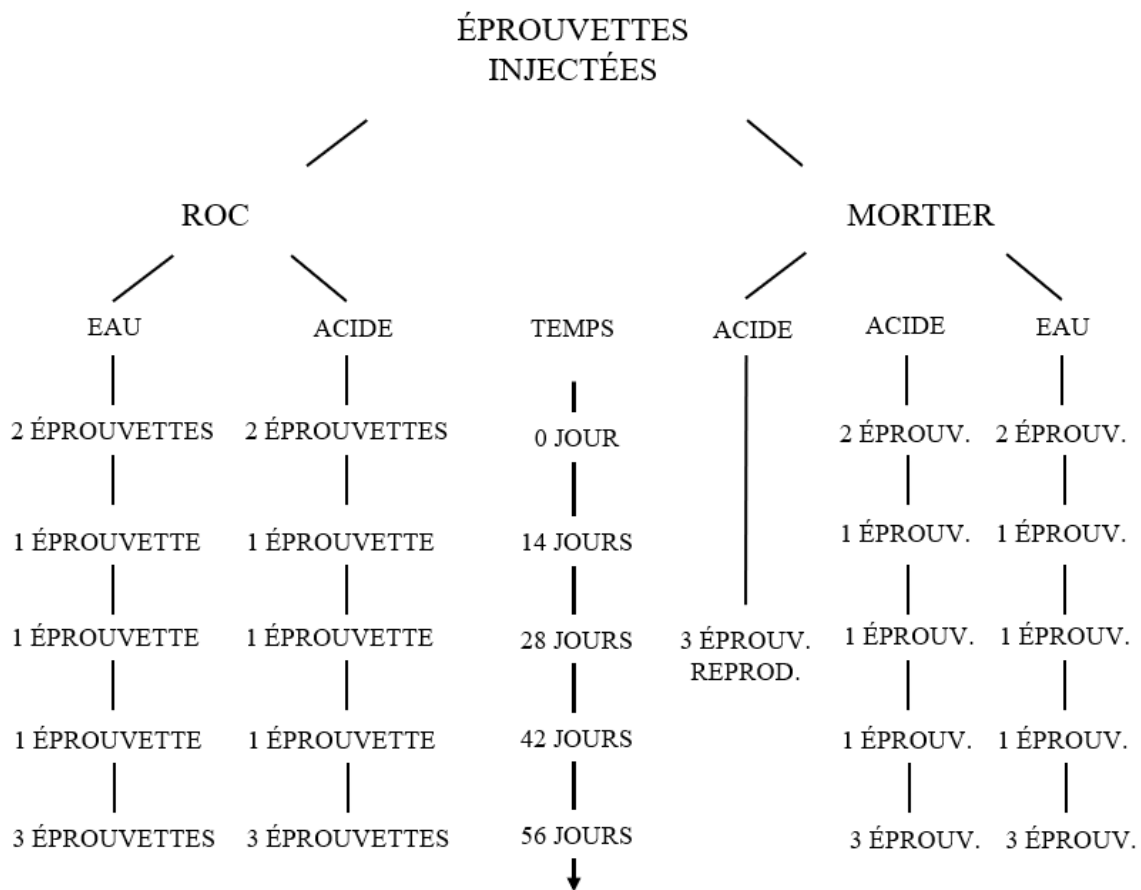 ÉPROUVETTES
INJECTÉES
ROC
MORTIER
EAU
ACIDE
TEMPS
ACIDE
ACIDE
EAU
2 ÉPROUVETTES
2 ÉPROUVETTES
0 JOUR
2 ÉPROUV.
2 ÉPROUV.
1 ÉPROUVETTE
1 ÉPROUVETTE
14 JOURS
1 ÉPROUV.
1 ÉPROUV.
1 ÉPROUVETTE
1 ÉPROUVETTE
28 JOURS
3 ÉPROUV.
REPROD.
1 ÉPROUV.
1 ÉPROUV.
1 ÉPROUVETTE
1 ÉPROUVETTE
42 JOURS
1 ÉPROUV.
1 ÉPROUV.
3 ÉPROUVETTES
3 ÉPROUVETTES
56 JOURS
3 ÉPROUV.
3 ÉPROUV.